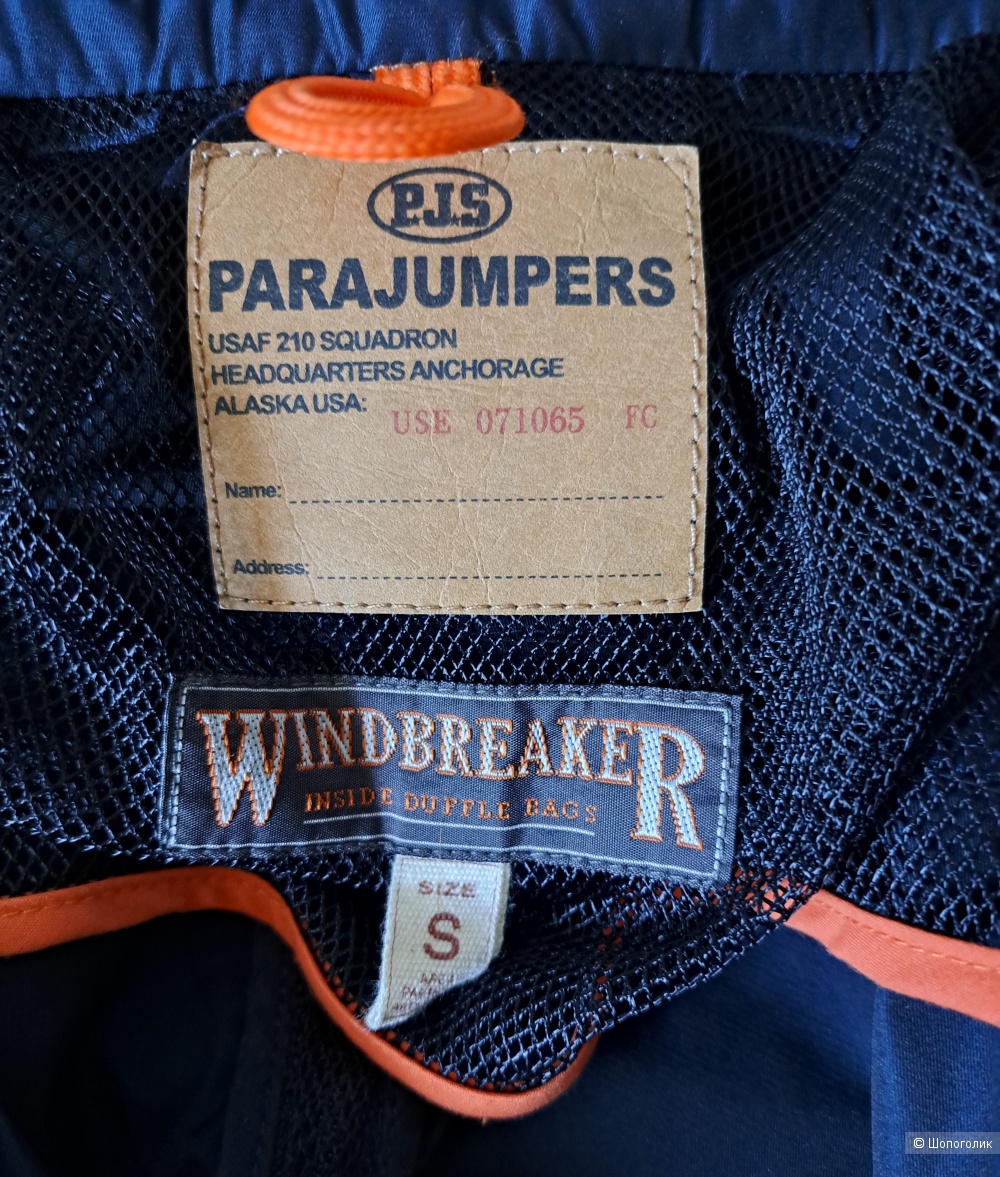 P.J.S
PARAJUMPERS
USAF 210 SQUADRON
HEADQUARTERS ANCHORAGE
ALASKA USA: USE 071065 FC
Name:
Address:
WINDBREAKER
INSIDE DUFFLE BAGS
SIZE
S
© Шопоголик